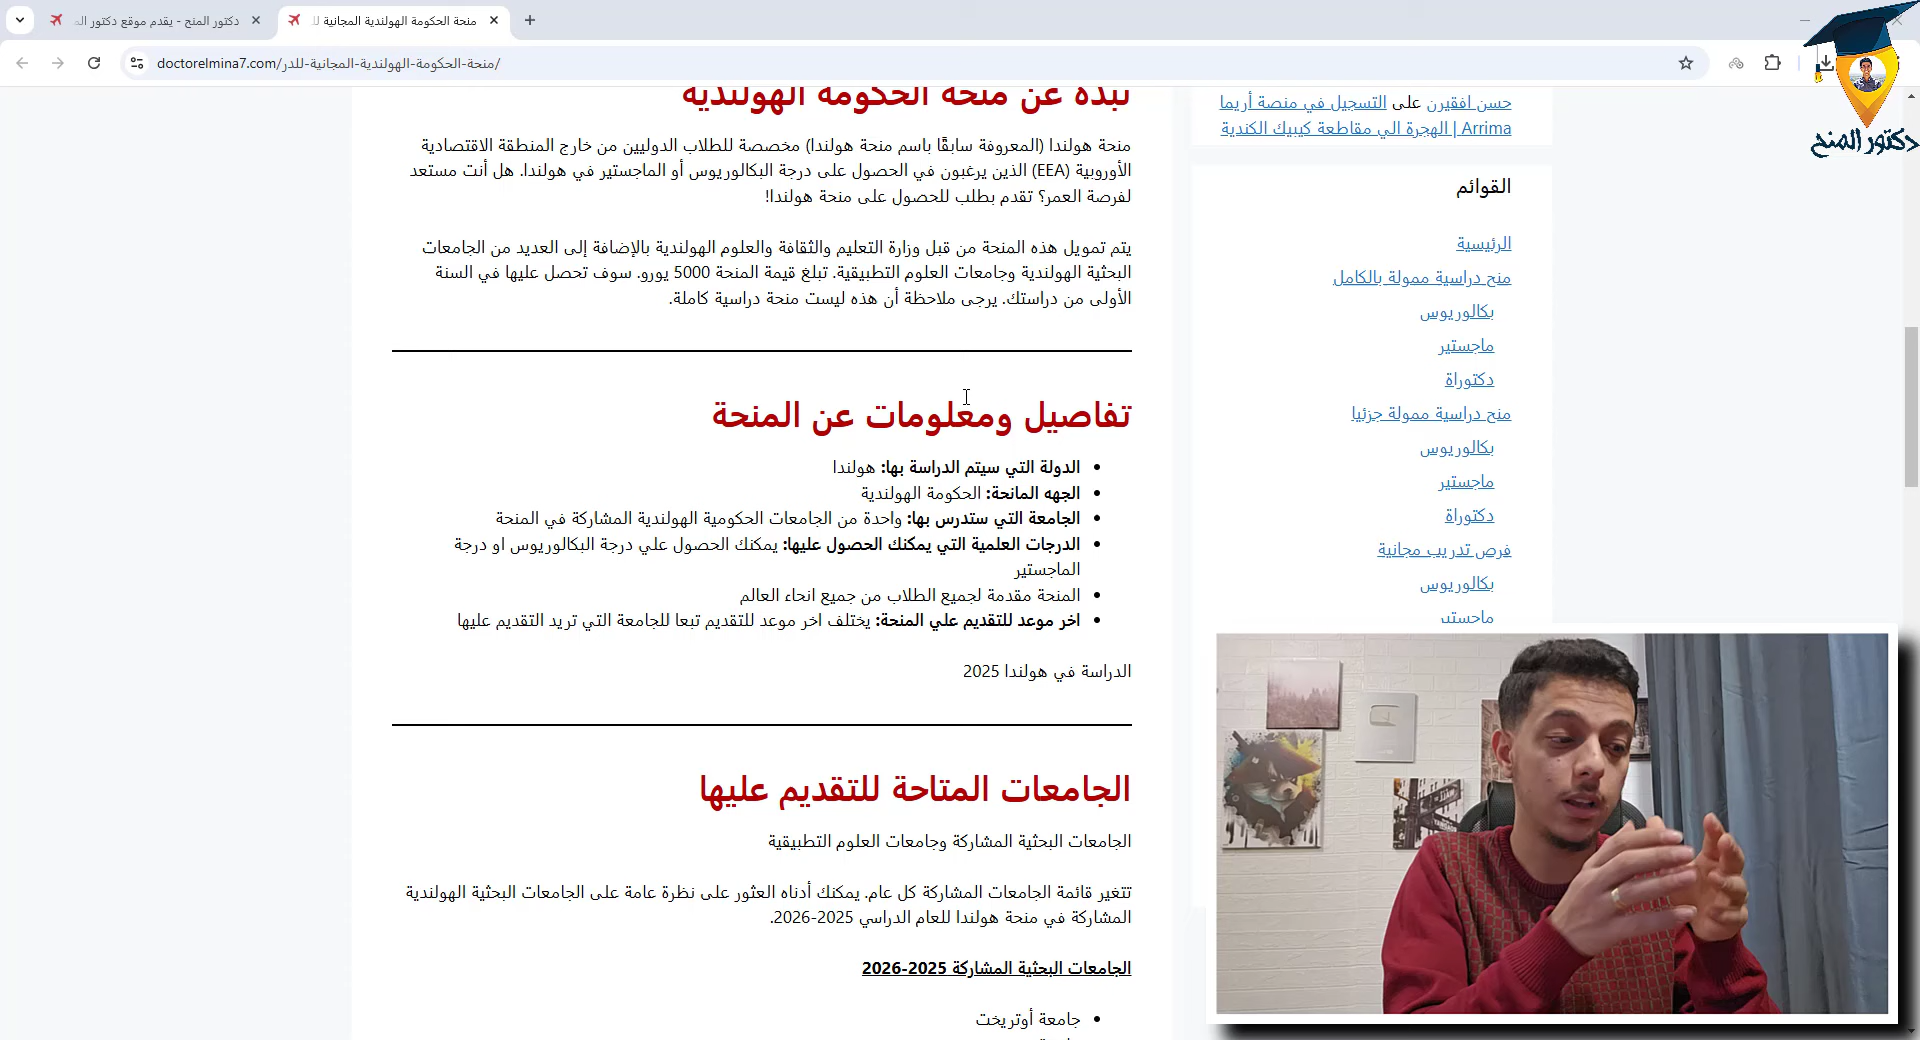 دكتور المنح - يقدم موقع دكتور
منحة الحكومة الهولندية المجانية
doctorelmina7.com/منحة-الحكومة-الهولندية-المجانية-للدر/
دكتور المنح
نبذة عن منحة الحكومة الهولندية
منحة هولندا (المعروفة سابقًا باسم منحة هولندا) مخصصة للطلاب الدوليين من خارج المنطقة الاقتصادية
الأوروبية (EEA) الذين يرغبون في الحصول على درجة البكالوريوس أو الماجستير في هولندا. هل أنت مستعد
لفرصة العمر؟ تقدم بطلب للحصول على منحة هولندا!
يتم تمويل هذه المنحة من قبل وزارة التعليم والثقافة والعلوم الهولندية بالإضافة إلى العديد من الجامعات
البحثية الهولندية وجامعات العلوم التطبيقية. تبلغ قيمة المنحة 5000 يورو. سوف تحصل عليها في السنة
الأولى من دراستك. يرجى ملاحظة أن هذه ليست منحة دراسية كاملة.
تفاصيل ومعلومات عن المنحة
الدولة التي سيتم الدراسة بها: هولندا
الجهه المانحة: الحكومة الهولندية
الجامعة التي ستدرس بها: واحدة من الجامعات الحكومية الهولندية المشاركة في المنحة
الدرجات العلمية التي يمكنك الحصول عليها: يمكنك الحصول علي درجة البكالوريوس او درجة
الماجستير
المنحة مقدمة لجميع الطلاب من جميع انحاء العالم
اخر موعد للتقديم علي المنحة: يختلف اخر موعد للتقديم تبعا للجامعة التي تريد التقديم عليها
الدراسة في هولندا 2025
الجامعات المتاحة للتقديم عليها
الجامعات البحثية المشاركة وجامعات العلوم التطبيقية
تتغير قائمة الجامعات المشاركة كل عام. يمكنك أدناه العثور على نظرة عامة على الجامعات البحثية الهولندية
المشاركة في منحة هولندا للعام الدراسي 2025-2026.
الجامعات البحثية المشاركة 2025-2026
جامعة أوتريخت
حسن افقيرن على التسجيل في منصة أريما
Arrima | الهجرة الي مقاطعة كيبيك الكندية
القوائم
الرئيسية
منح دراسية ممولة بالكامل
بكالوريوس
ماجستير
دكتوراة
منح دراسية ممولة جزئيا
بكالوريوس
ماجستير
دكتوراة
فرص تدريب مجانية
بكالوريوس
ماجستير